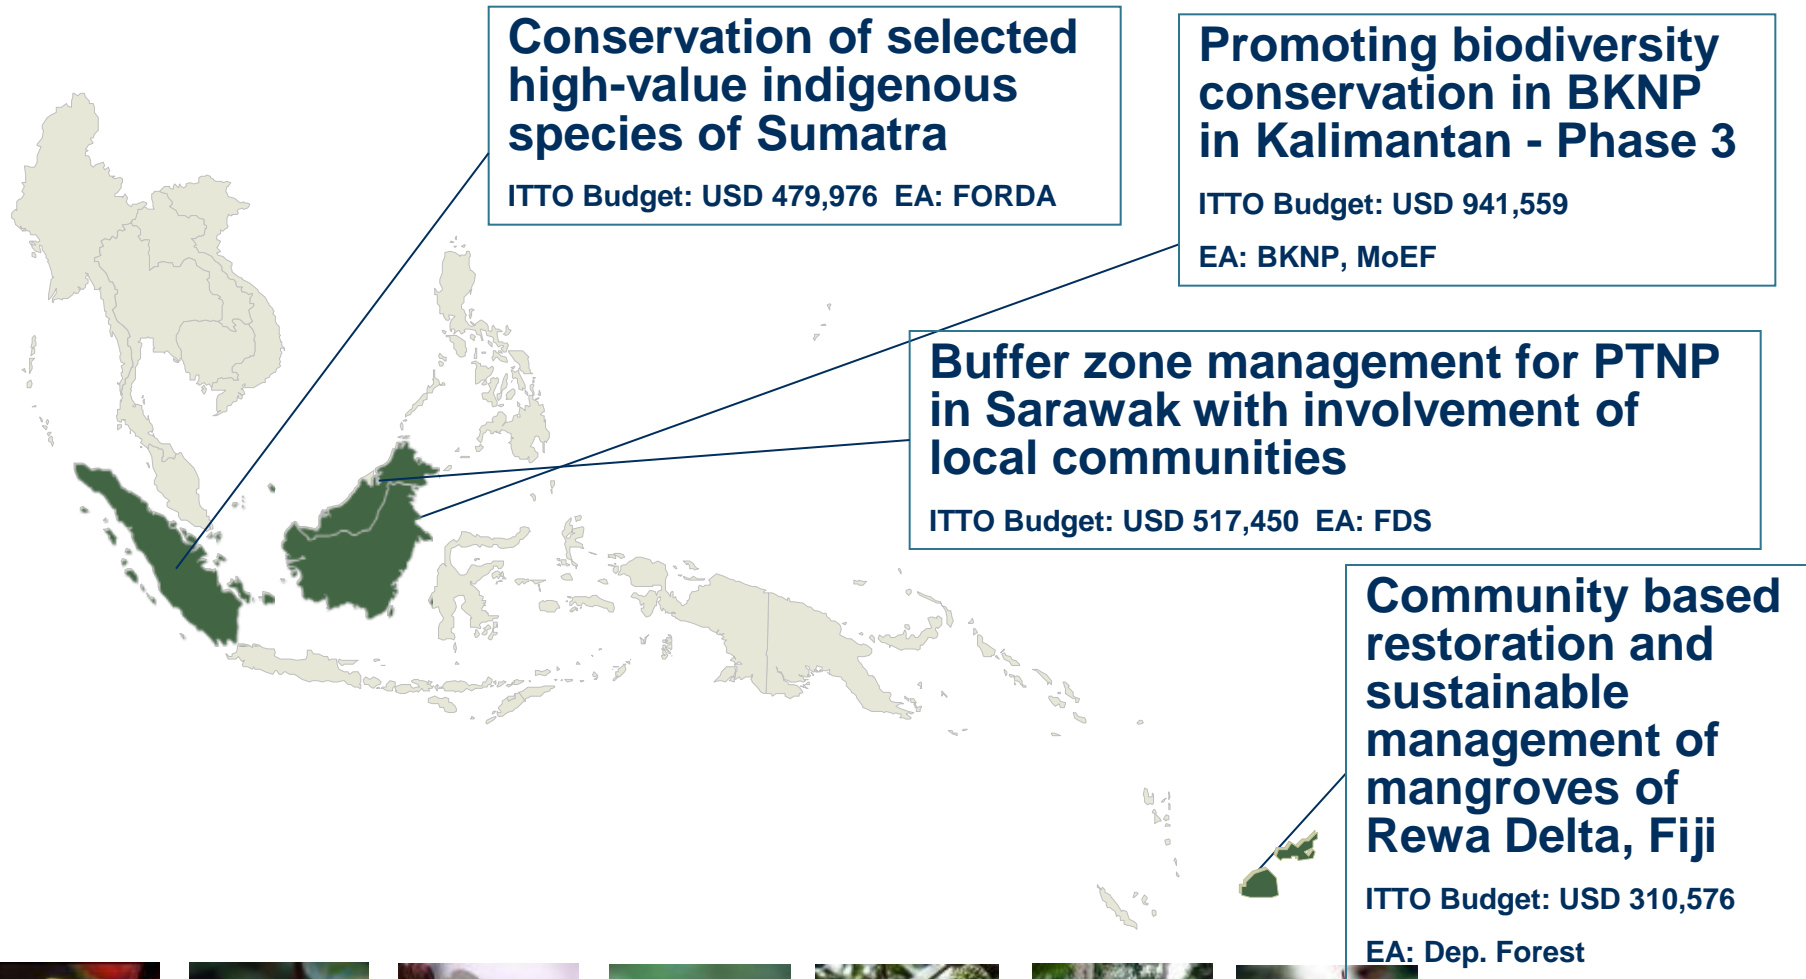 Conservation of selected
high-value indigenous
species of Sumatra
ITTO Budget: USD 479,976  EA: FORDA
Promoting biodiversity
conservation in BKNP
in Kalimantan - Phase 3
ITTO Budget: USD 941,559
EA: BKNP, MoEF
Buffer zone management for PTNP
in Sarawak with involvement of
local communities
ITTO Budget: USD 517,450  EA: FDS
Community based
restoration and
sustainable
management of
mangroves of
Rewa Delta, Fiji
ITTO Budget: USD 310,576
EA: Dep. Forest